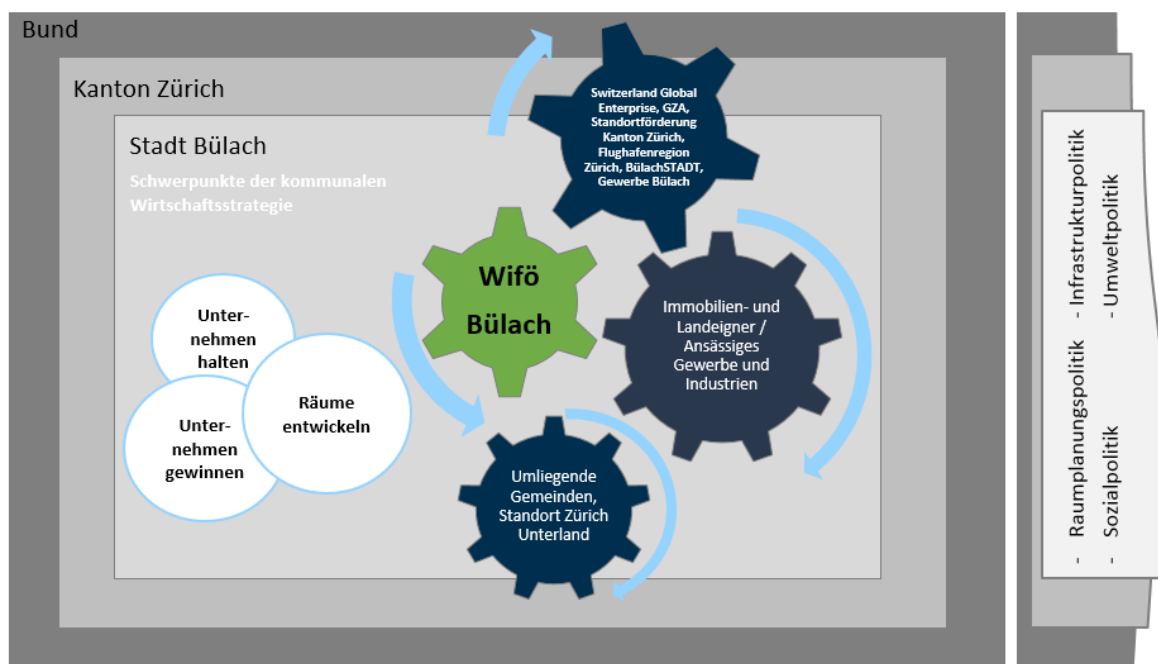 Bund
Kanton Zürich
Stadt Bülach
Schwerpunkte der kommunalen
Wirtschaftsstrategie
Unter-
nehmen
halten
Unter-
nehmen
gewinnen
Räume
entwickeln
Wifö
Bülach
Switzerland Global
Enterprise, GZA,
Standortförderung
Kanton Zürich,
Flughafenregion
Zürich, BülachSTADT,
Gewerbe Bülach
Immobilien- und
Landeigner /
Ansässiges
Gewerbe und
Industrien
Umliegende
Gemeinden,
Standort Zürich
Unterland
- Raumplanungspolitik - Infrastrukturpolitik
- Sozialpolitik - Umweltpolitik